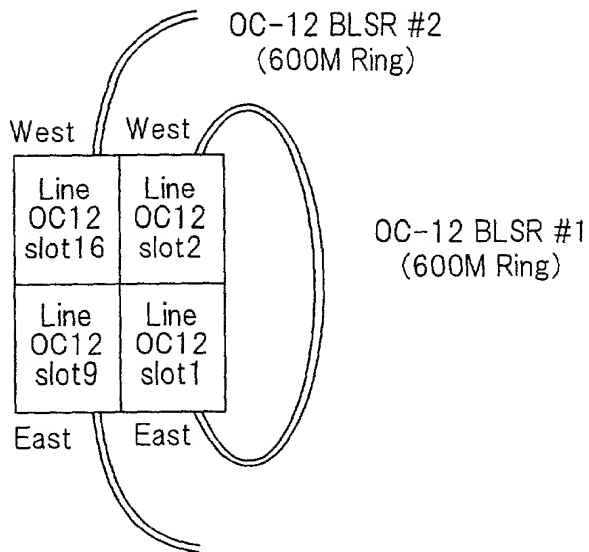 OC-12 BLSR #2
(600M Ring)
West
West
Line
OC12
slot16
Line
OC12
slot2
OC-12 BLSR #1
(600M Ring)
Line
OC12
slot9
Line
OC12
slot1
East
East